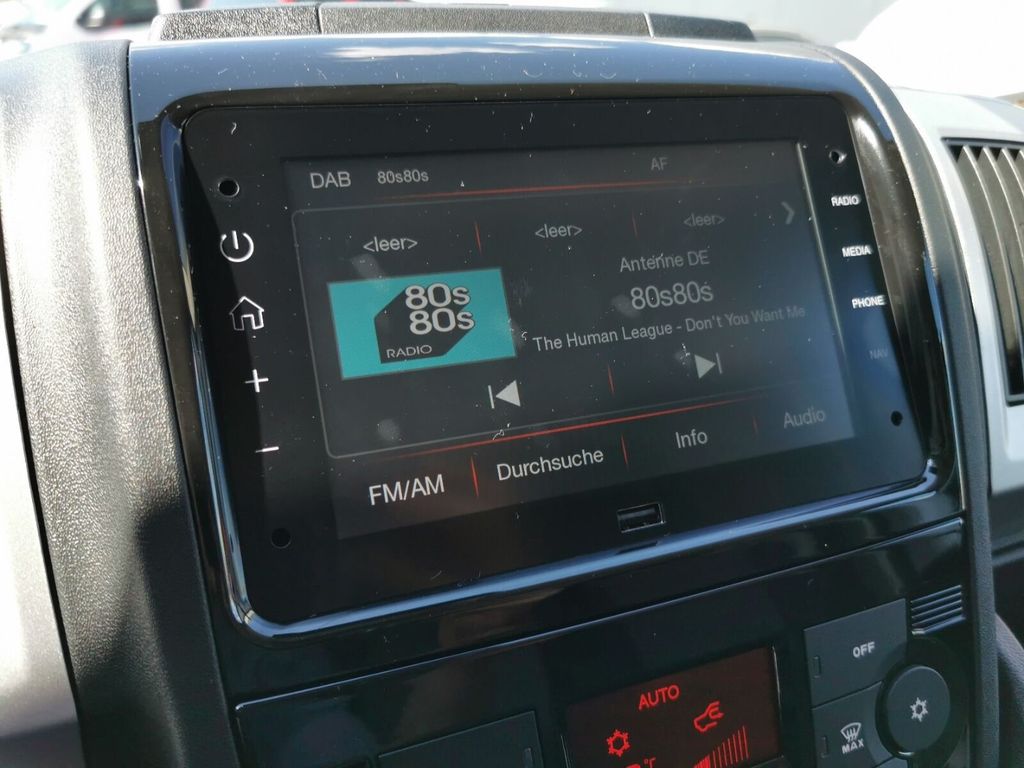 DAB 80s80s AF
<leer> <leer> <leer>
Antenne DE
80s80s
The Human League - Don't You Want Me
80s
80s
RADIO
FM/AM Durchsuche Info Audio
RADIO
MEDIA
PHONE
NAV
OFF
AUTO
MAX
°C